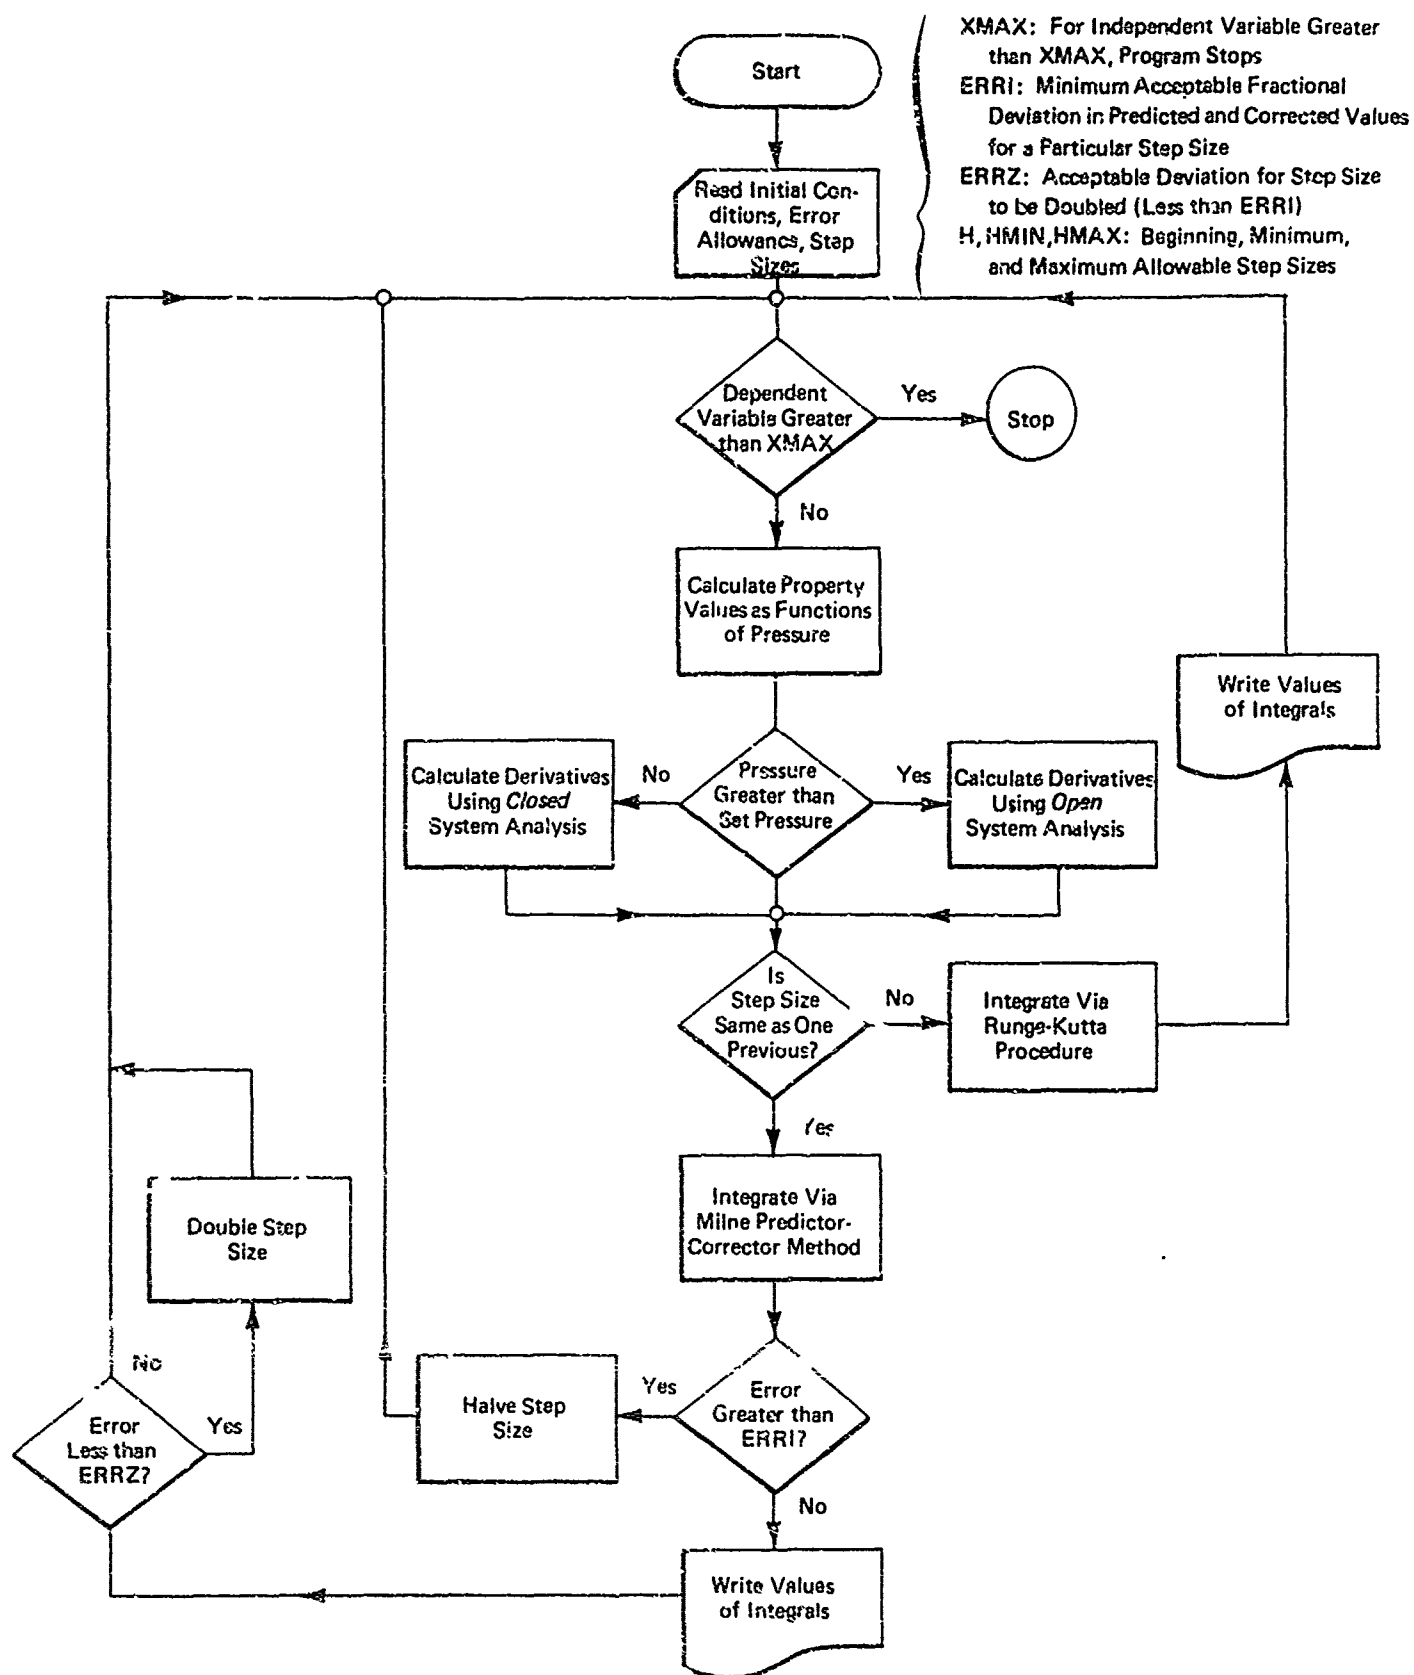 Start
XMAX: For Independent Variable Greater
than XMAX, Program Stops
ERRI: Minimum Acceptable Fractional
Deviation in Predicted and Corrected Values
for a Particular Step Size
ERRZ: Acceptable Deviation for Step Size
to be Doubled (Less than ERRI)
H, HMIN, HMAX: Beginning, Minimum,
and Maximum Allowable Step Sizes
Read Initial Con-
ditions, Error
Allowance, Step
Sizes
Dependent
Variable Greater
than XMAX
Yes
Stop
No
Calculate Property
Values as Functions
of Pressure
Write Values
of Integrals
Calculate Derivatives
Using Closed
System Analysis
No
Pressure
Greater than
Set Pressure
Yes
Calculate Derivatives
Using Open
System Analysis
Is
Step Size
Same as One
Previous?
No
Integrate Via
Runge-Kutta
Procedure
Yes
Integrate Via
Milne Predictor-
Corrector Method
Double Step
Size
No
Error
Less than
ERRZ?
Yes
Halve Step
Size
Yes
Error
Greater than
ERRI?
No
Write Values
of Integrals